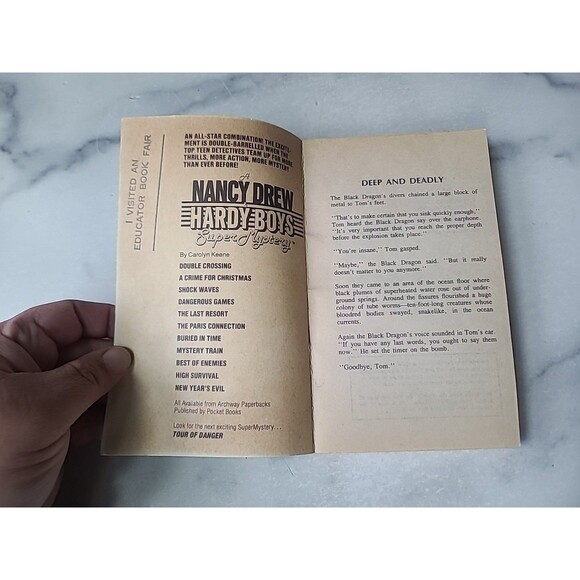 I VISITED AN
EDUCATOR BOOK FAIR
AN ALL-STAR COMBINATION! THE EXCITE-
MENT IS DOUBLE-BARRELLED WHEN THE
TOP TEEN DETECTIVES TEAM UP FOR MORE
THRILLS, MORE ACTION, MORE MYSTERY
THAN EVER BEFORE!
A
NANCY DREW
HARDY BOYS
SuperMystery™
By Carolyn Keene
DOUBLE CROSSING
A CRIME FOR CHRISTMAS
SHOCK WAVES
DANGEROUS GAMES
THE LAST RESORT
THE PARIS CONNECTION
BURIED IN TIME
MYSTERY TRAIN
BEST OF ENEMIES
HIGH SURVIVAL
NEW YEAR'S EVIL
All Available from Archway Paperbacks
Published by Pocket Books
Look for the next exciting SuperMystery...
TOUR OF DANGER
DEEP AND DEADLY
The Black Dragon's divers chained a large block of
metal to Tom's feet.
"That's to make certain that you sink quickly enough,"
Tom heard the Black Dragon say over the earphone.
"It's very important that you reach the proper depth
before the explosion takes place."
"You're insane," Tom gasped.
"Maybe," the Black Dragon said. "But it really
doesn't matter to you anymore."
Soon they came to an area of the ocean floor where
black plumes of superheated water rose out of under-
ground springs. Around the fissures flourished a huge
colony of tube worms—ten-foot-long creatures whose
bloodred bodies swayed, snakelike, in the ocean
currents.
Again the Black Dragon's voice sounded in Tom's ear.
"If you have any last words, you ought to say them
now." He set the timer on the bomb.
"Goodbye, Tom."